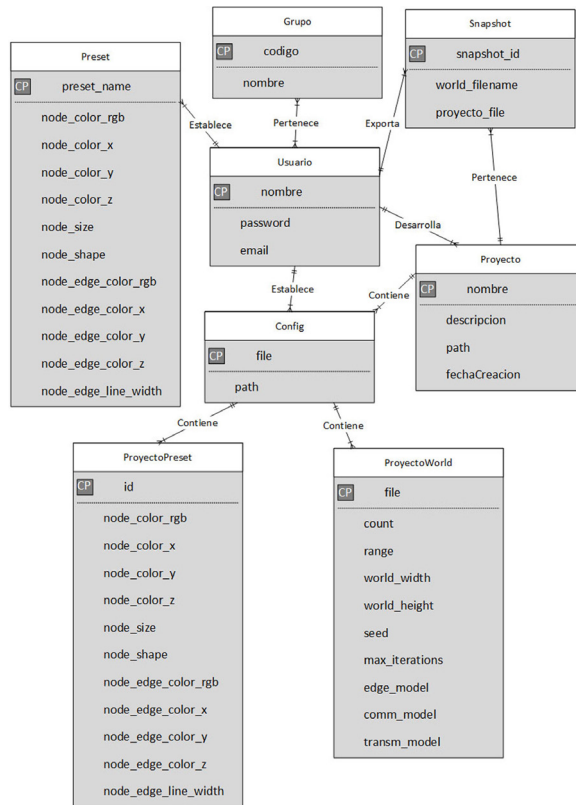 Grupo
CP codigo
nombre
Snapshot
CP snapshot_id
world_filename
proyecto_file
Preset
CP preset_name
node_color_rgb
node_color_x
node_color_y
node_color_z
node_size
node_shape
node_edge_color_rgb
node_edge_color_x
node_edge_color_y
node_edge_color_z
node_edge_line_width
Establece
Pertenece
Exporta
Usuario
CP nombre
password
email
Pertenece
Desarrolla
Establece
Contiene
Proyecto
CP nombre
descripcion
path
fechaCreacion
Config
CP file
path
Contiene
Contiene
ProyectoPreset
CP id
node_color_rgb
node_color_x
node_color_y
node_color_z
node_size
node_shape
node_edge_color_rgb
node_edge_color_x
node_edge_color_y
node_edge_color_z
node_edge_line_width
ProyectoWorld
CP file
count
range
world_width
world_height
seed
max_iterations
edge_model
comm_model
transm_model